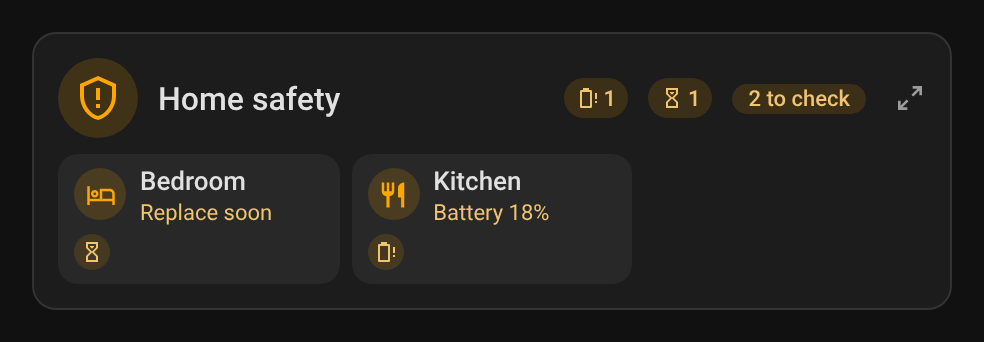 Home safety
1
1
2 to check
Bedroom
Replace soon
Kitchen
Battery 18%